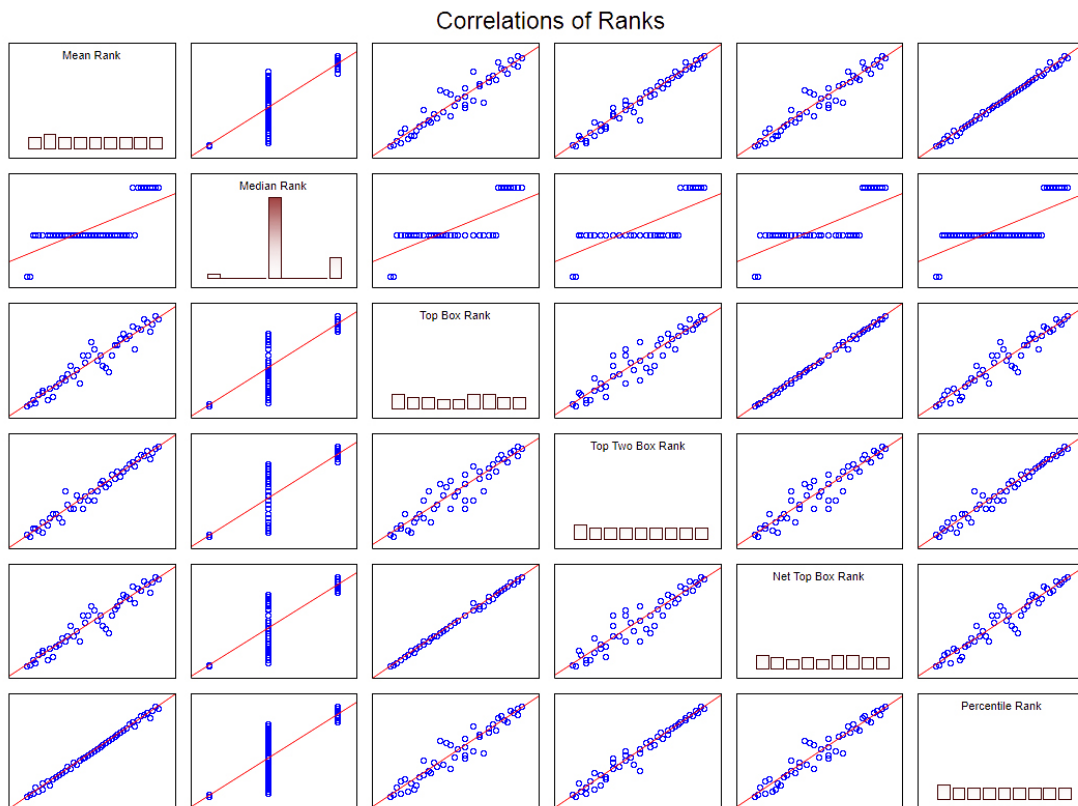 Correlations of Ranks
Mean Rank
Median Rank
Top Box Rank
Top Two Box Rank
Net Top Box Rank
Percentile Rank